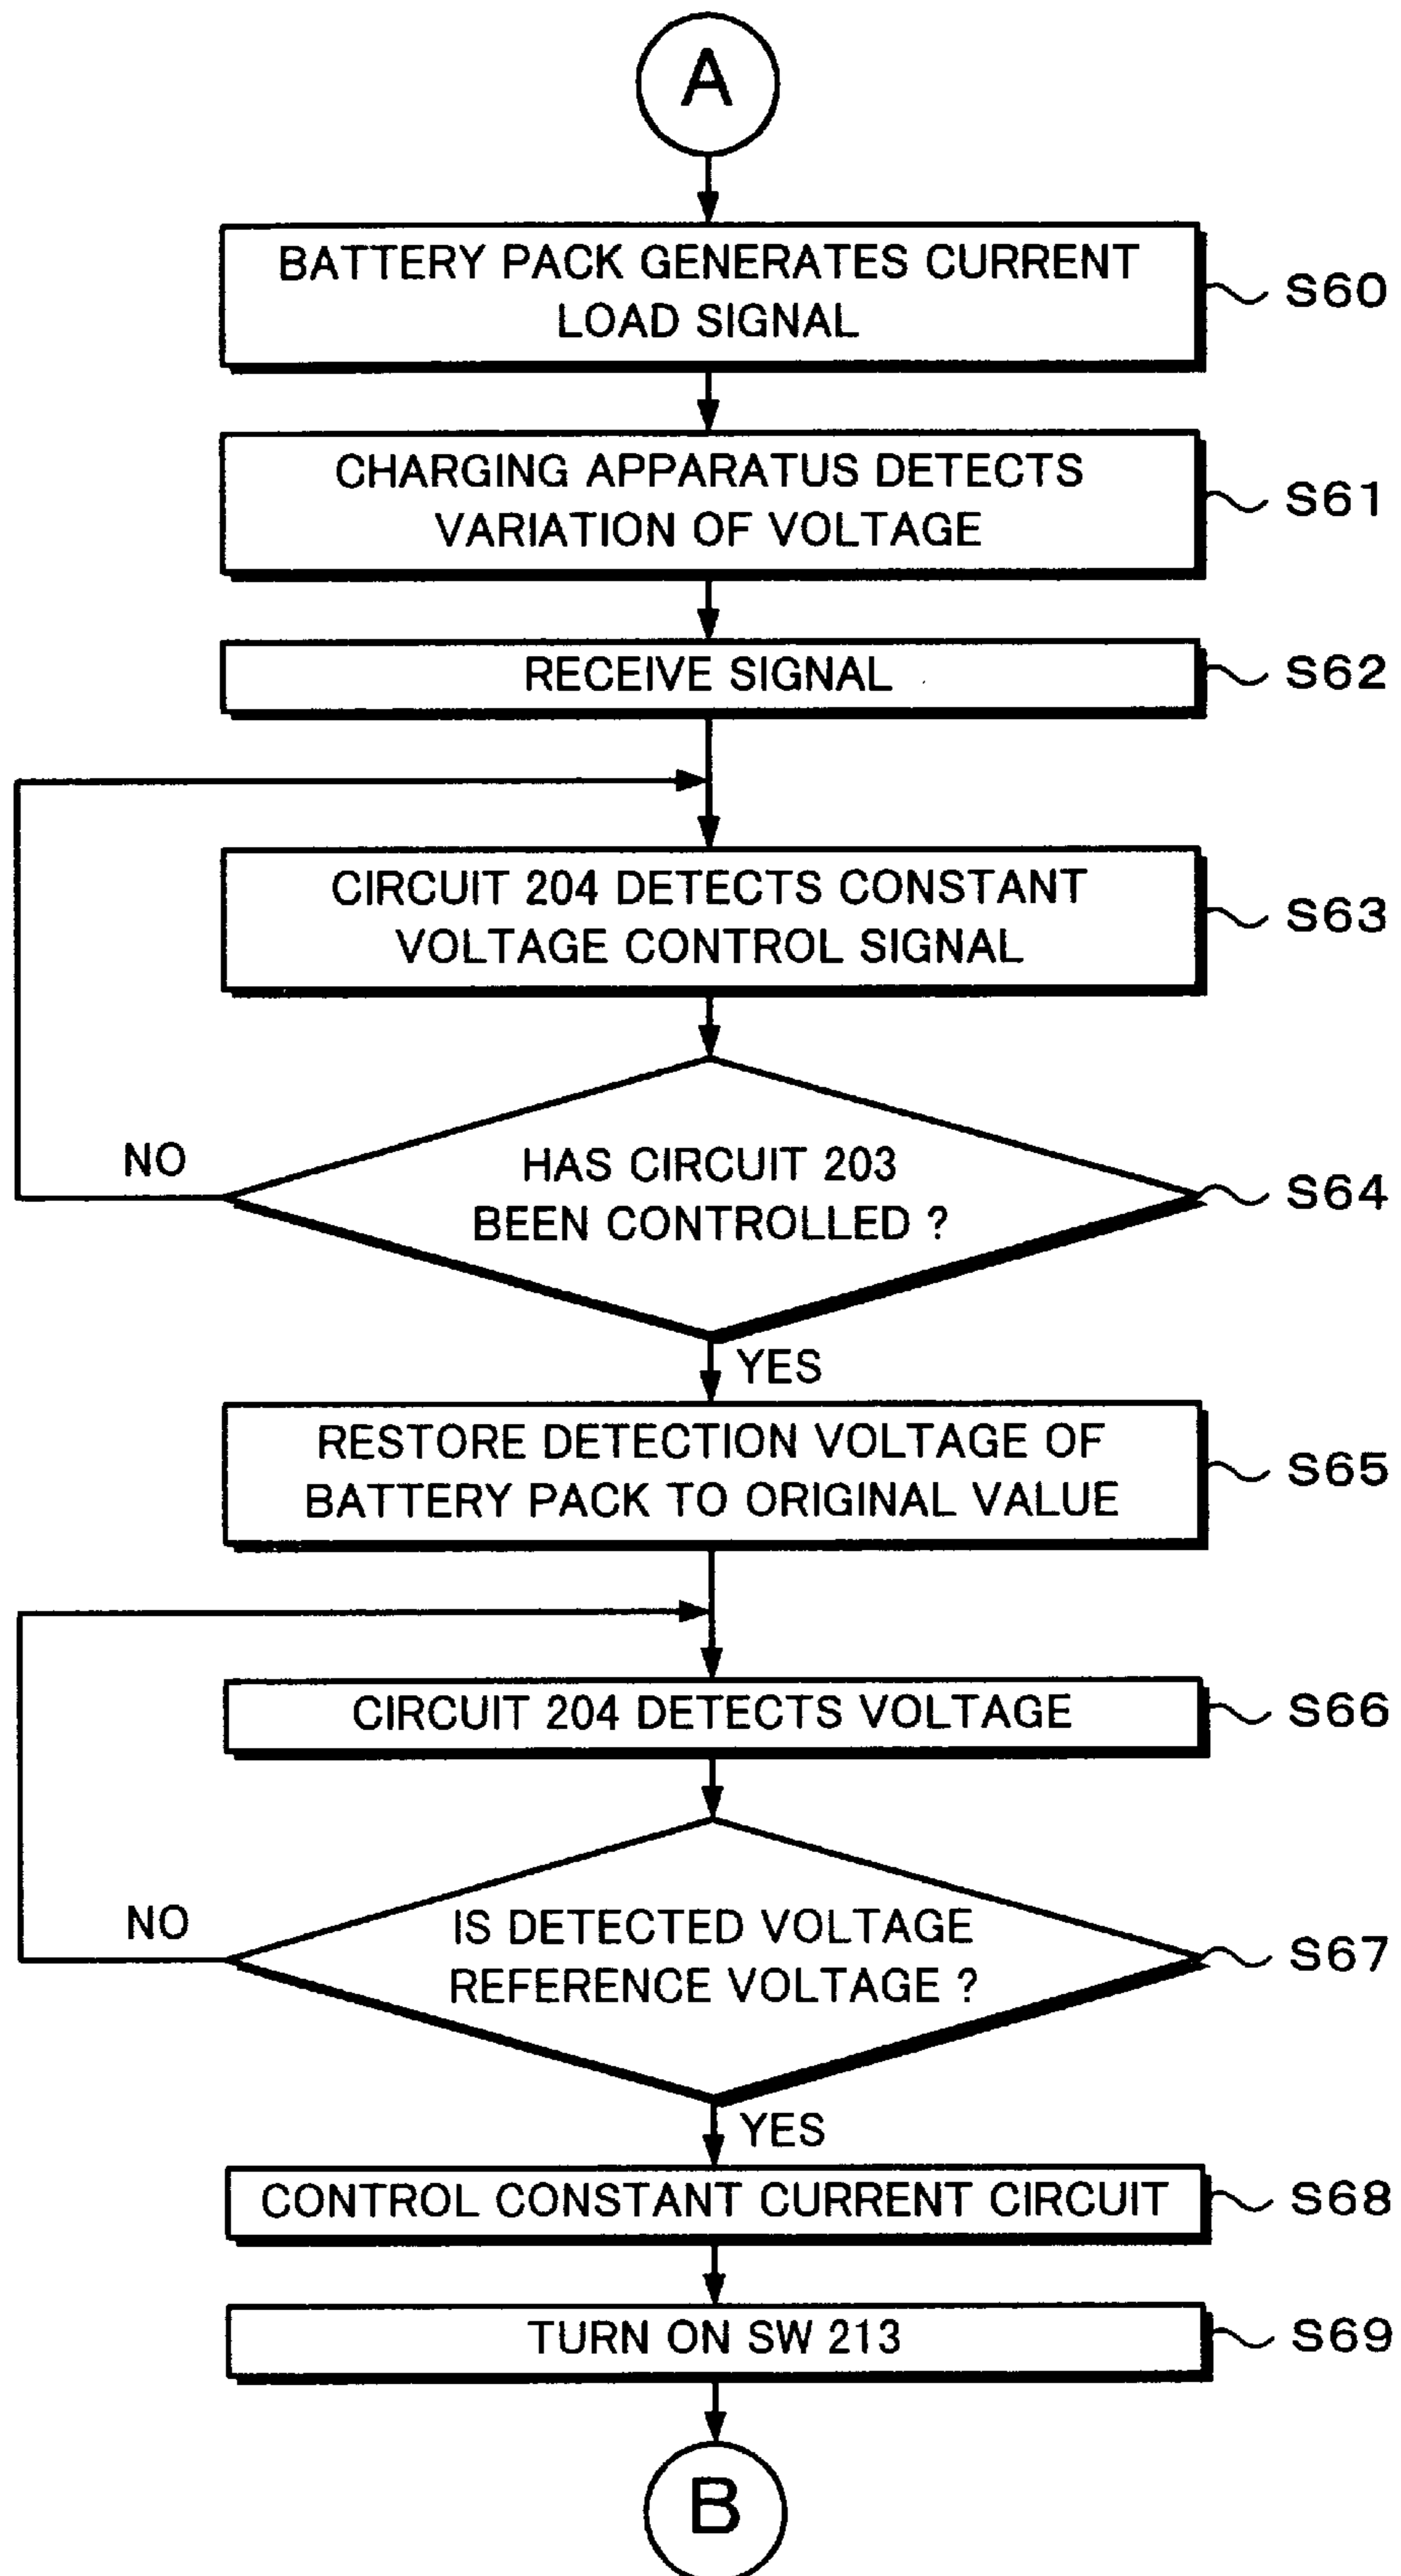 A
BATTERY PACK GENERATES CURRENT
LOAD SIGNAL
S60
CHARGING APPARATUS DETECTS
VARIATION OF VOLTAGE
S61
RECEIVE SIGNAL
S62
CIRCUIT 204 DETECTS CONSTANT
VOLTAGE CONTROL SIGNAL
S63
NO
HAS CIRCUIT 203
BEEN CONTROLLED ?
S64
YES
RESTORE DETECTION VOLTAGE OF
BATTERY PACK TO ORIGINAL VALUE
S65
CIRCUIT 204 DETECTS VOLTAGE
S66
NO
IS DETECTED VOLTAGE
REFERENCE VOLTAGE ?
S67
YES
CONTROL CONSTANT CURRENT CIRCUIT
S68
TURN ON SW 213
S69
B